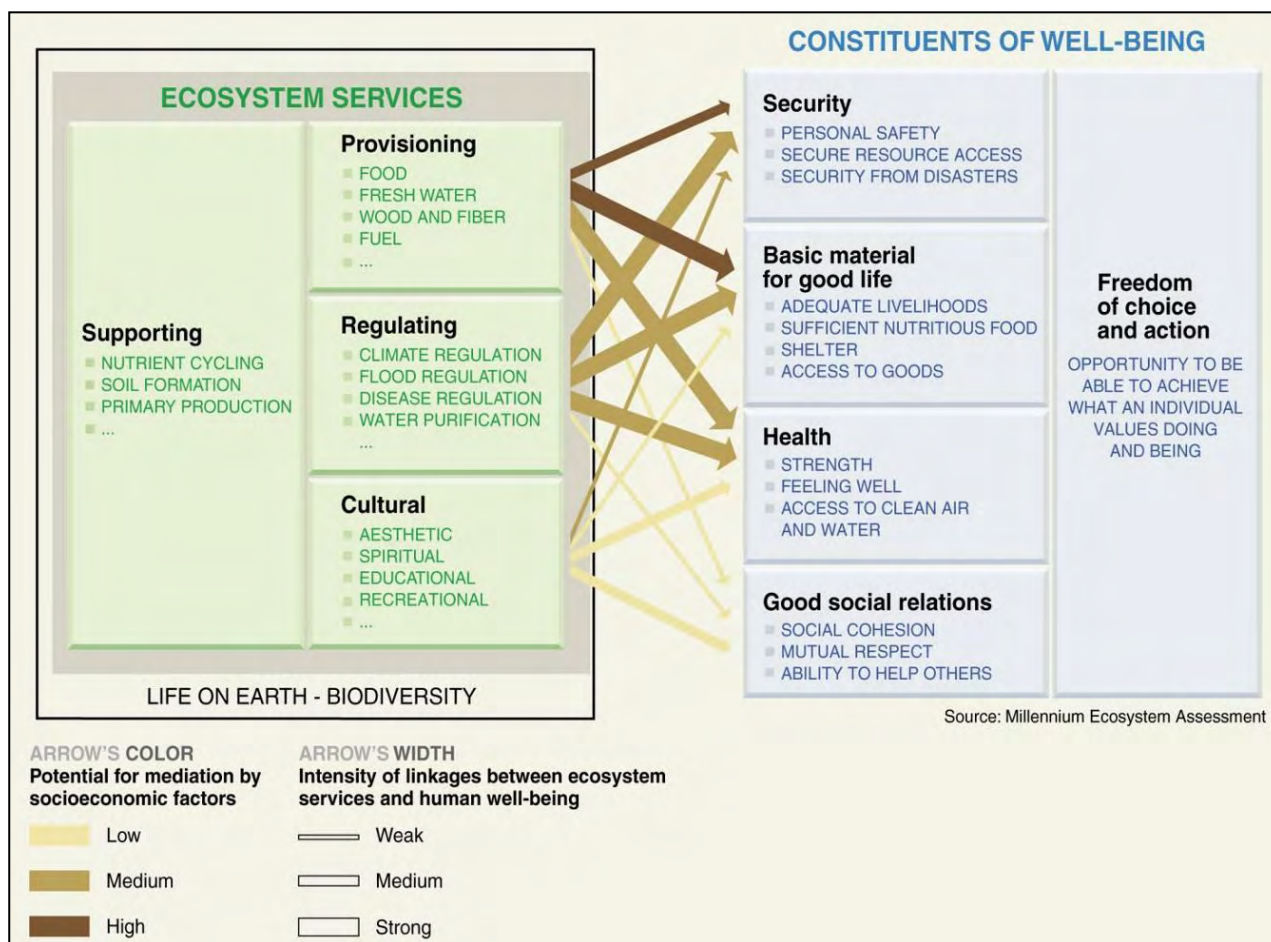 CONSTITUENTS OF WELL-BEING
ECOSYSTEM SERVICES
Supporting
NUTRIENT CYCLING
SOIL FORMATION
PRIMARY PRODUCTION
...
Provisioning
FOOD
FRESH WATER
WOOD AND FIBER
FUEL
...
Regulating
CLIMATE REGULATION
FLOOD REGULATION
DISEASE REGULATION
WATER PURIFICATION
...
Cultural
AESTHETIC
SPIRITUAL
EDUCATIONAL
RECREATIONAL
...
LIFE ON EARTH - BIODIVERSITY
Security
PERSONAL SAFETY
SECURE RESOURCE ACCESS
SECURITY FROM DISASTERS
Basic material
for good life
ADEQUATE LIVELIHOODS
SUFFICIENT NUTRITIOUS FOOD
SHELTER
ACCESS TO GOODS
Health
STRENGTH
FEELING WELL
ACCESS TO CLEAN AIR
AND WATER
Good social relations
SOCIAL COHESION
MUTUAL RESPECT
ABILITY TO HELP OTHERS
Freedom
of choice
and action
OPPORTUNITY TO BE
ABLE TO ACHIEVE
WHAT AN INDIVIDUAL
VALUES DOING
AND BEING
Source: Millennium Ecosystem Assessment
ARROW'S COLOR
Potential for mediation by
socioeconomic factors
Low
Medium
High
ARROW'S WIDTH
Intensity of linkages between ecosystem
services and human well-being
Weak
Medium
Strong